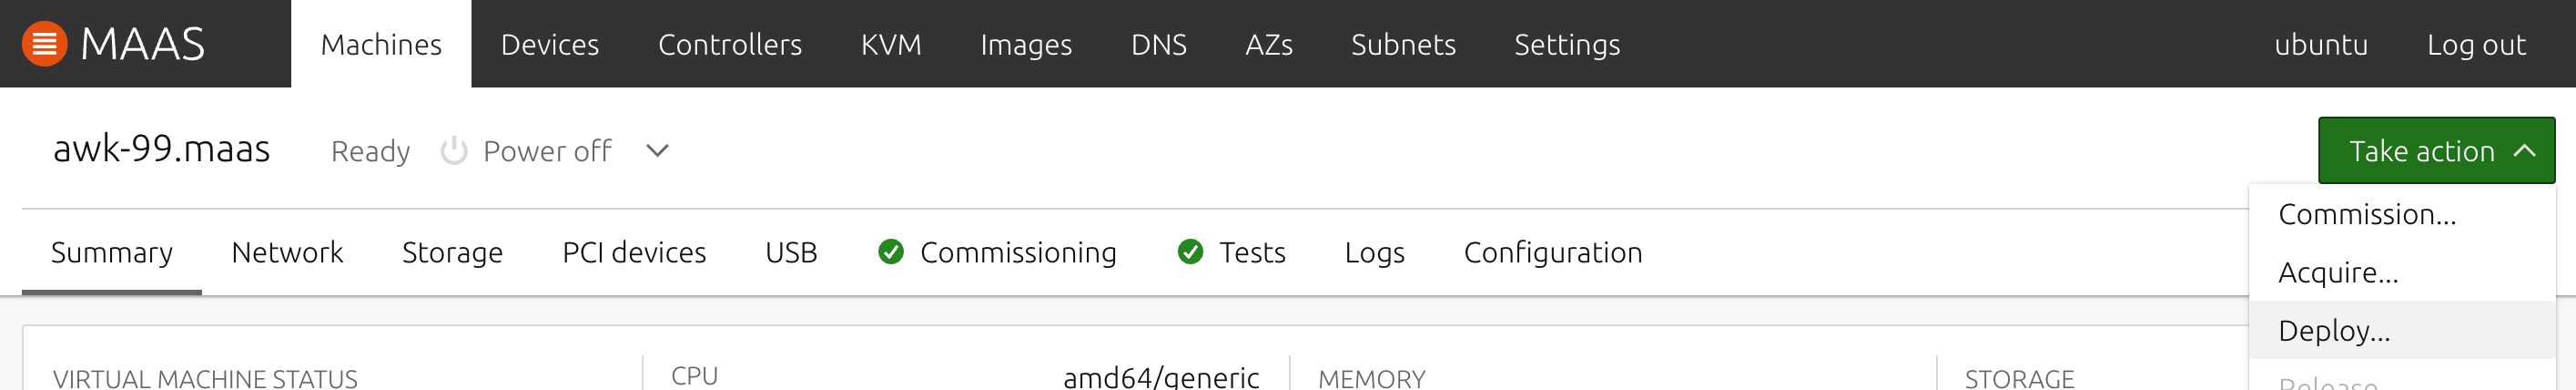 MAAS Machines Devices Controllers KVM Images DNS AZs Subnets Settings ubuntu Log out
awk-99.maas Ready Power off Take action
Summary Network Storage PCI devices USB Commissioning Tests Logs Configuration
Commission...
Acquire...
Deploy...
Release
VIRTUAL MACHINE STATUS CPU amd64/generic MEMORY STORAGE